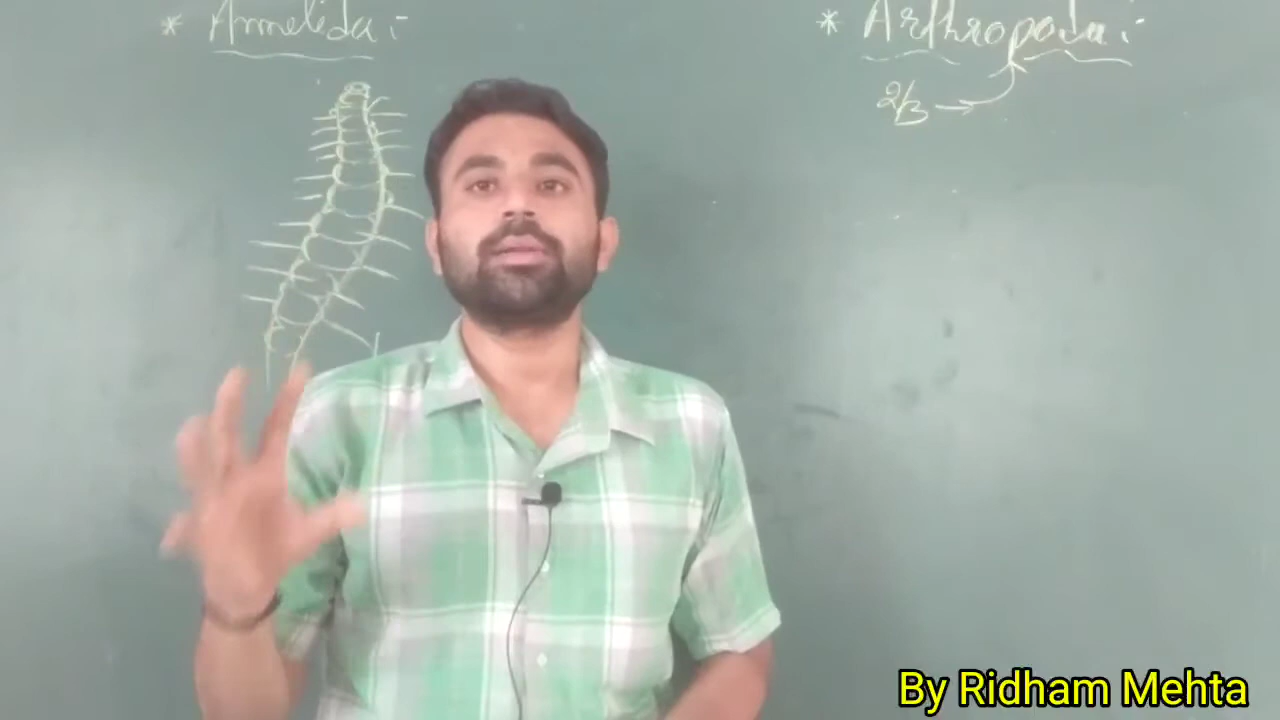 * Annelida :-
* Arthropoda :-
2/3 →
By Ridham Mehta